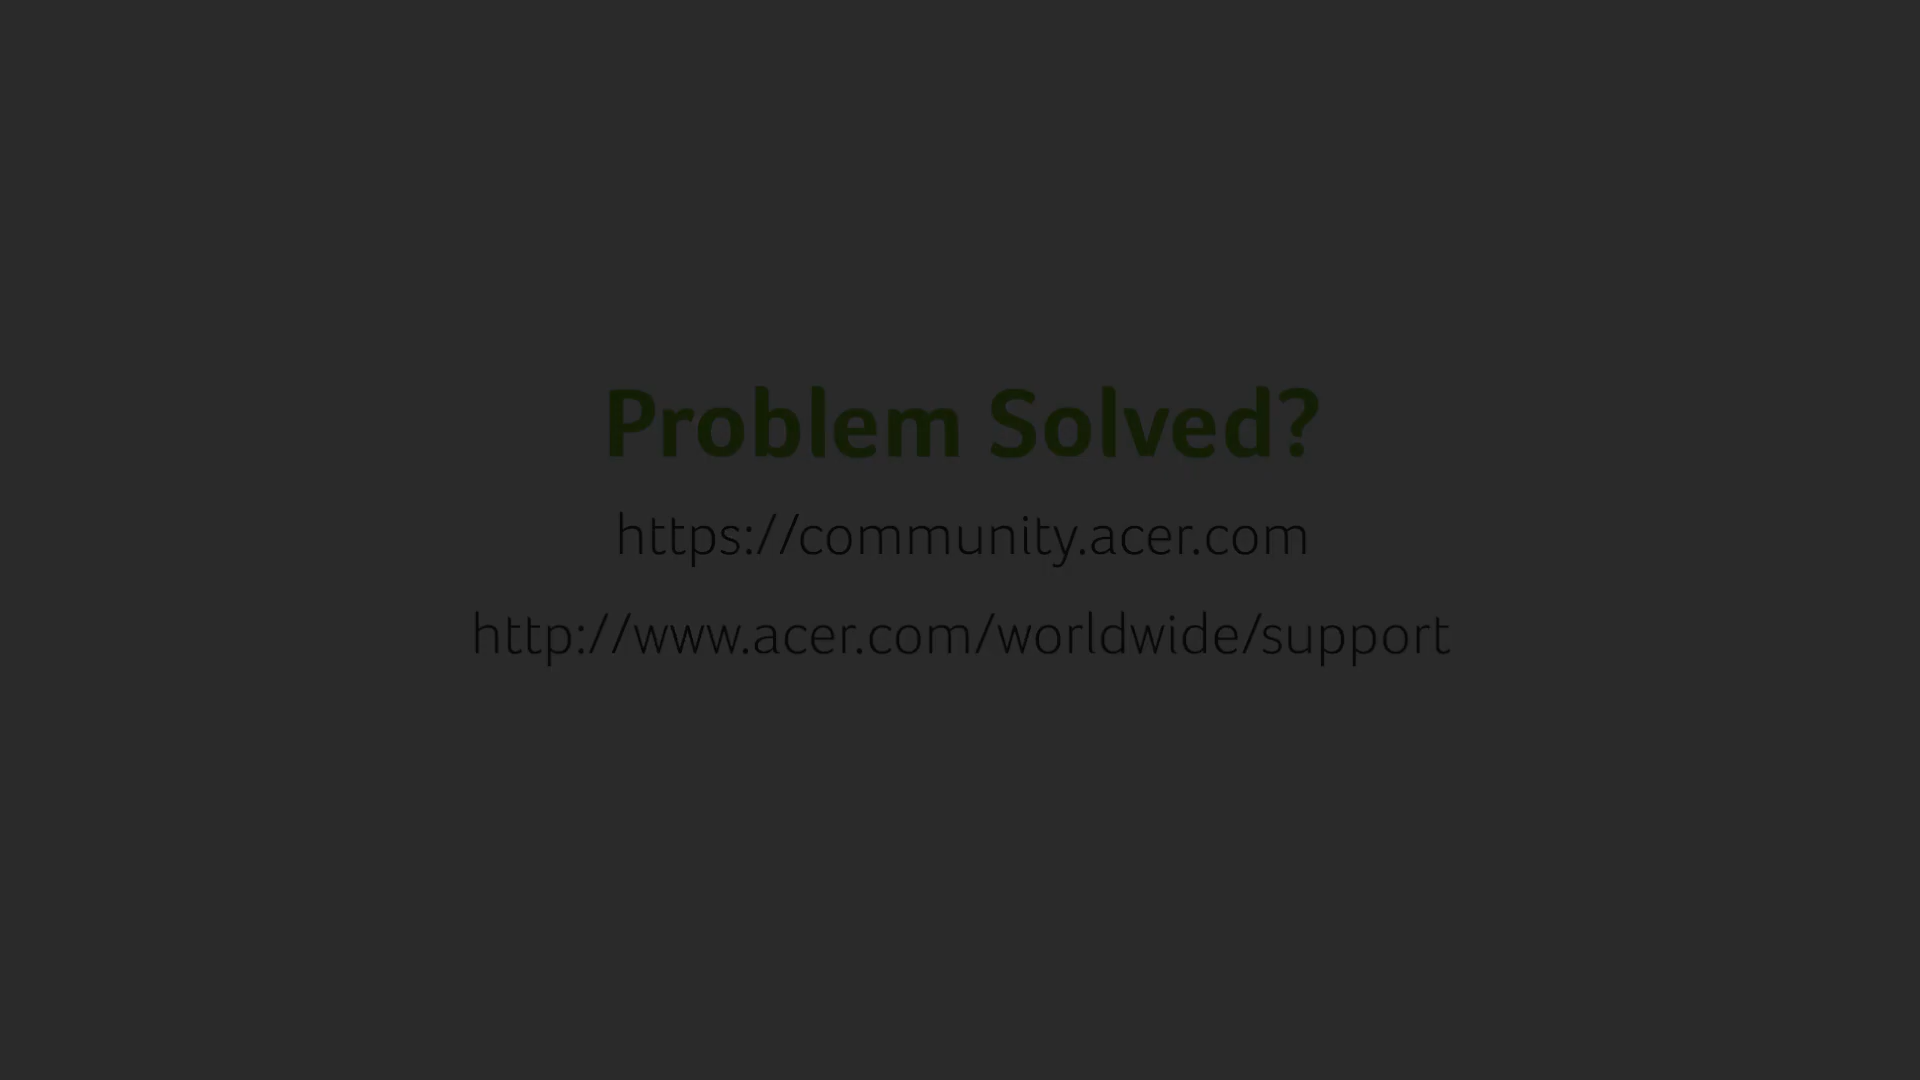 Problem Solved?
https://community.acer.com
http://www.acer.com/worldwide/support